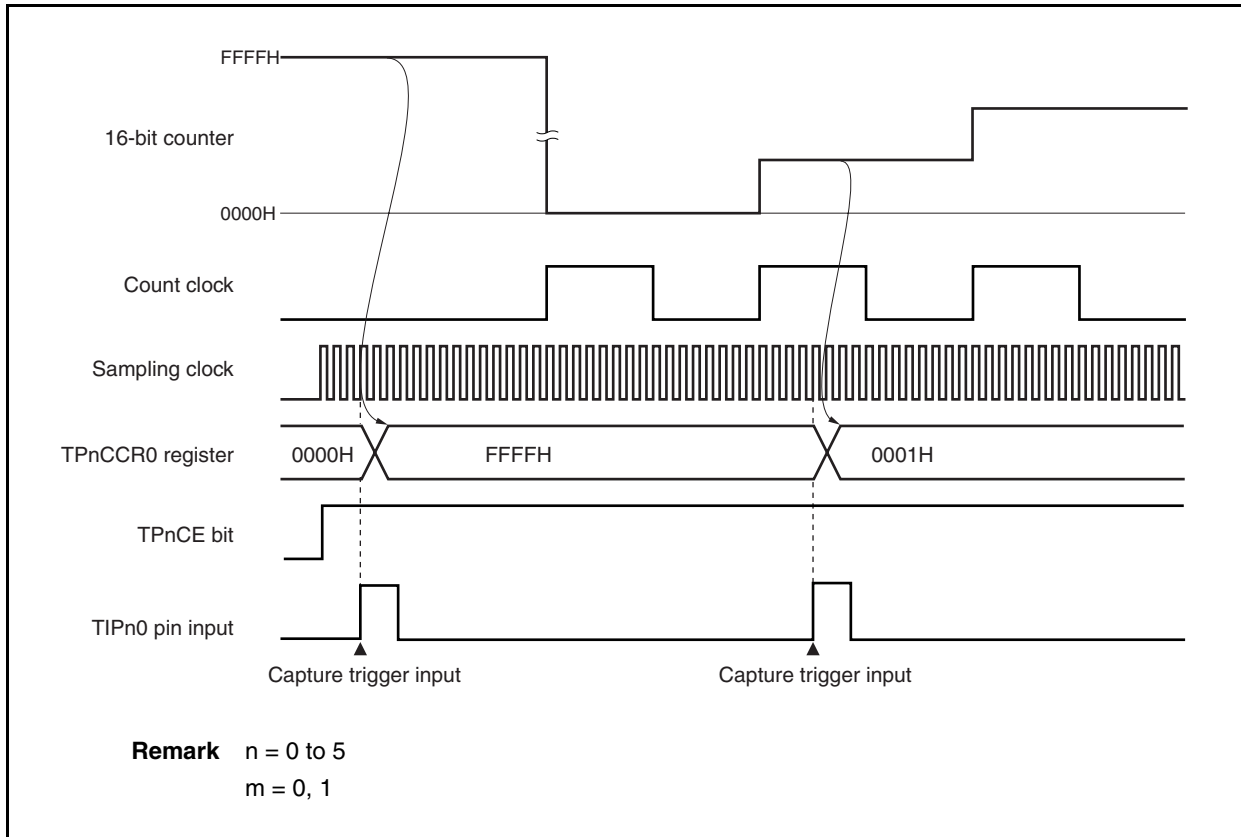 FFFFH
16-bit counter
0000H
Count clock
Sampling clock
TPnCCR0 register
0000H
FFFFH
0001H
TPnCE bit
TIPn0 pin input
Capture trigger input
Capture trigger input
Remark n = 0 to 5
m = 0, 1